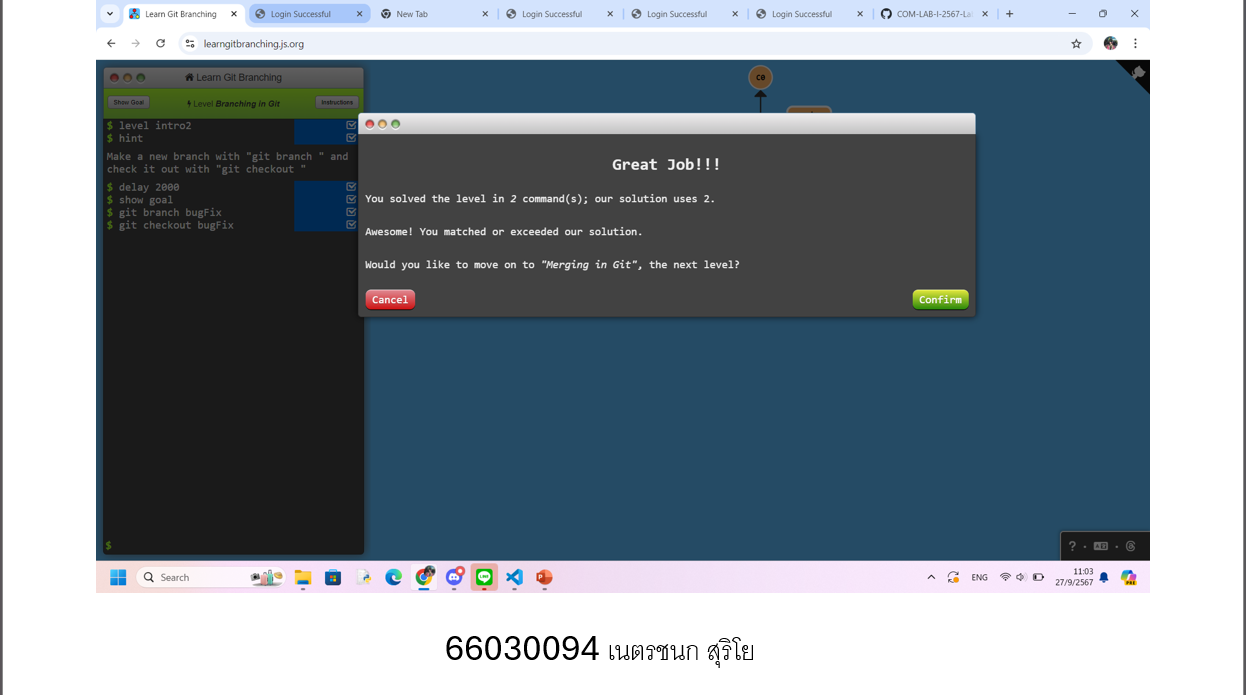 Learn Git Branching
Login Successful
New Tab
Login Successful
Login Successful
Login Successful
COM-LAB-I-2567-La
learngitbranching.js.org
Learn Git Branching
Show Goal
Level Branching in Git
Instructions
$ level intro2
$ hint
Make a new branch with "git branch " and
check it out with "git checkout "
$ delay 2000
$ show goal
$ git branch bugFix
$ git checkout bugFix
$
C0
Great Job!!!
You solved the level in 2 command(s); our solution uses 2.
Awesome! You matched or exceeded our solution.
Would you like to move on to "Merging in Git", the next level?
Cancel
Confirm
?
Search
ENG
11:03
27/9/2567
66030094 เนตรชนก สุริโย